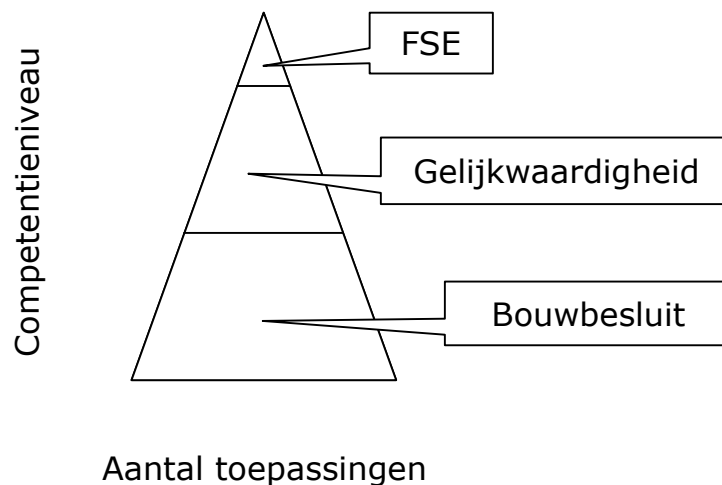 FSE
Gelijkwaardigheid
Bouwbesluit
Competentieniveau
Aantal toepassingen